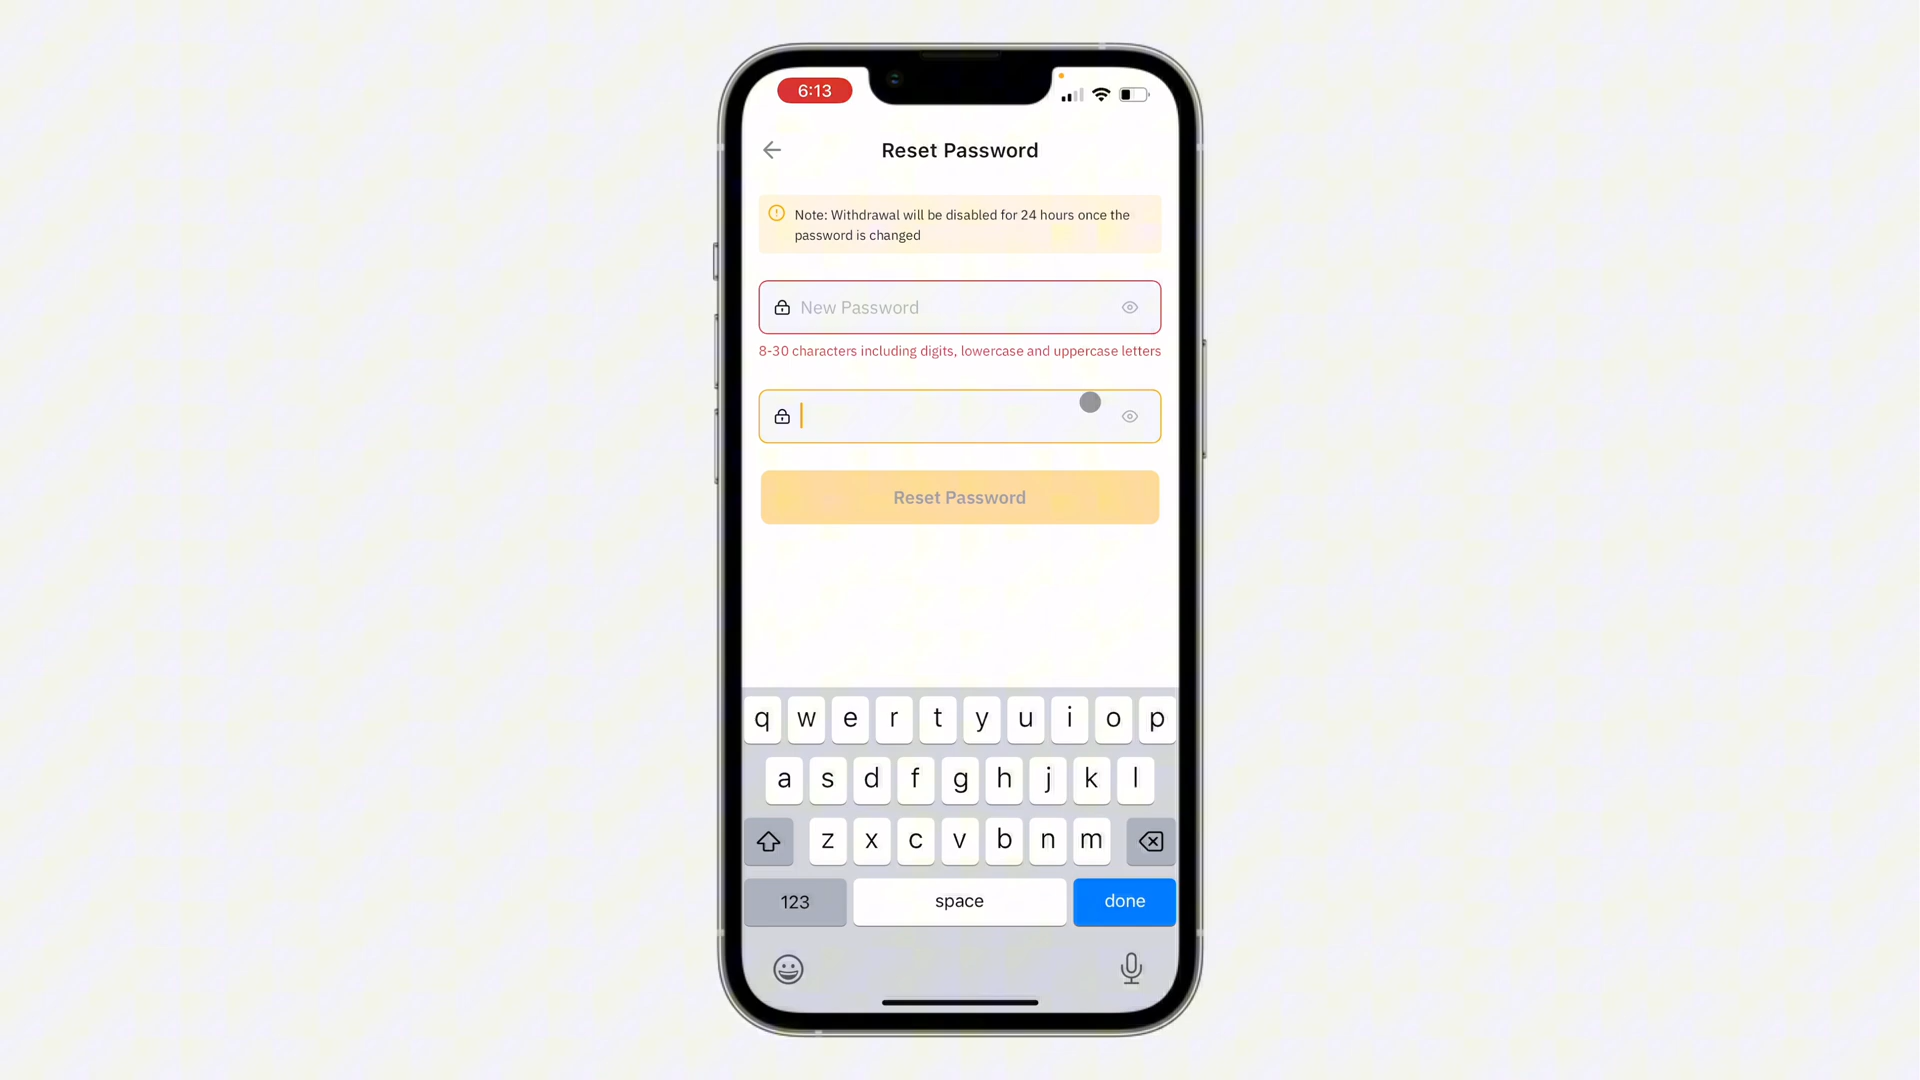 6:13
Reset Password
Note: Withdrawal will be disabled for 24 hours once the
password is changed
New Password
8-30 characters including digits, lowercase and uppercase letters
Reset Password
q w e r t y u i o p
a s d f g h j k l
z x c v b n m
123 space done